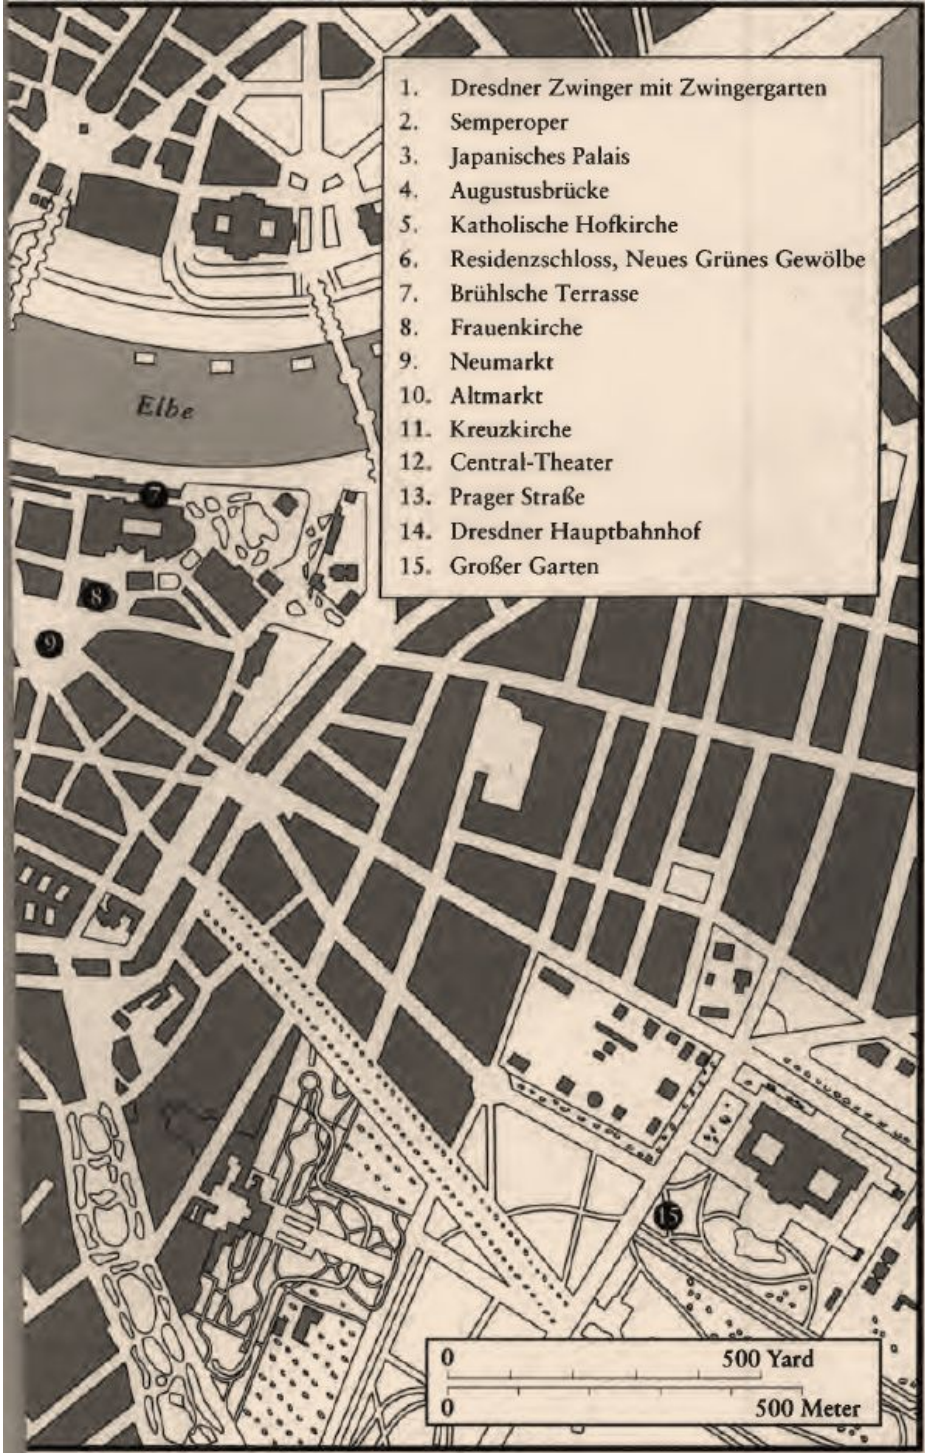 1. Dresdner Zwinger mit Zwingergarten
2. Semperoper
3. Japanisches Palais
4. Augustusbrücke
5. Katholische Hofkirche
6. Residenzschloss, Neues Grünes Gewölbe
7. Brühlsche Terrasse
8. Frauenkirche
9. Neumarkt
10. Altmarkt
11. Kreuzkirche
12. Central-Theater
13. Prager Straße
14. Dresdner Hauptbahnhof
15. Großer Garten
Elbe
7
8
9
15
0 500 Yard
0 500 Meter